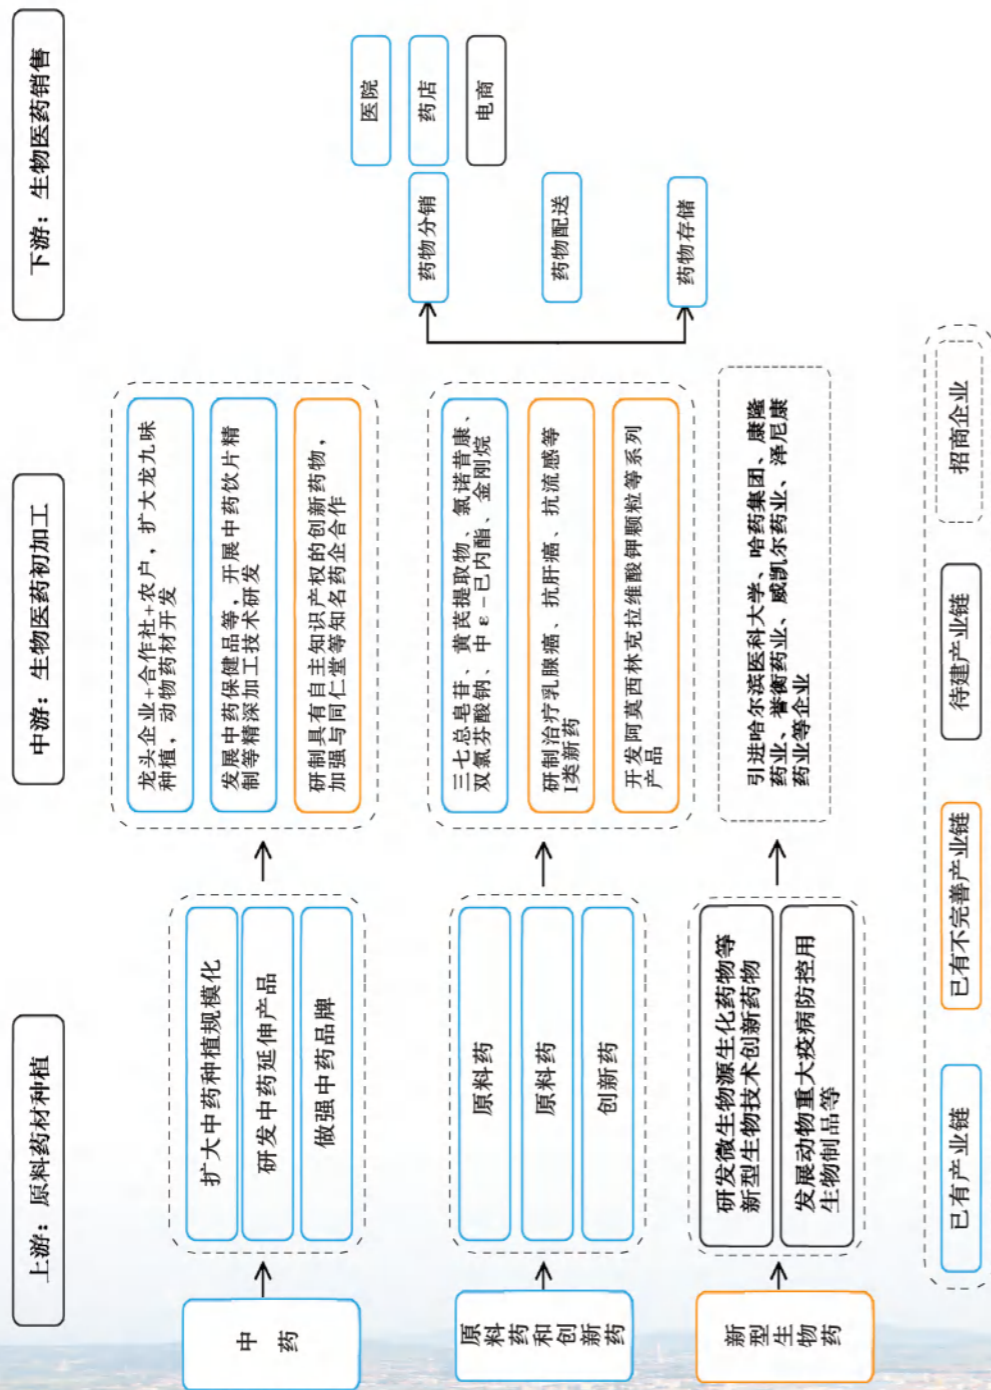 上游：原料药材种植
中游：生物医药初加工
下游：生物医药销售
中药
扩大中药种植规模化
研发中药延伸产品
做强中药品牌
龙头企业+合作社+农户，扩大龙九味
种植，动物药材开发
发展中药保健品等，开展中药饮片精
制等精深加工技术研发
研制具有自主知识产权的创新药物，
加强与同仁堂等知名药企合作
原料药和创新药
原料药
原料药
创新药
三七总皂苷、黄芪提取物、氯诺昔康、
双氯芬酸钠、中ε-已内酯、金刚烷
研制治疗乳腺癌、抗肝癌、抗流感等
I类新药
开发阿莫西林克拉维酸钾颗粒等系列
产品
新型生物药
研发微生物源生化药物等
新型生物技术创新药物
发展动物重大疫病防控用
生物制品等
引进哈尔滨医科大学、哈药集团、康隆
药业、誉衡药业、威凯尔药业、泽尼康
药业等企业
药物分销
药物配送
药物存储
医院
药店
电商
已有产业链
已有不完善产业链
待建产业链
招商企业